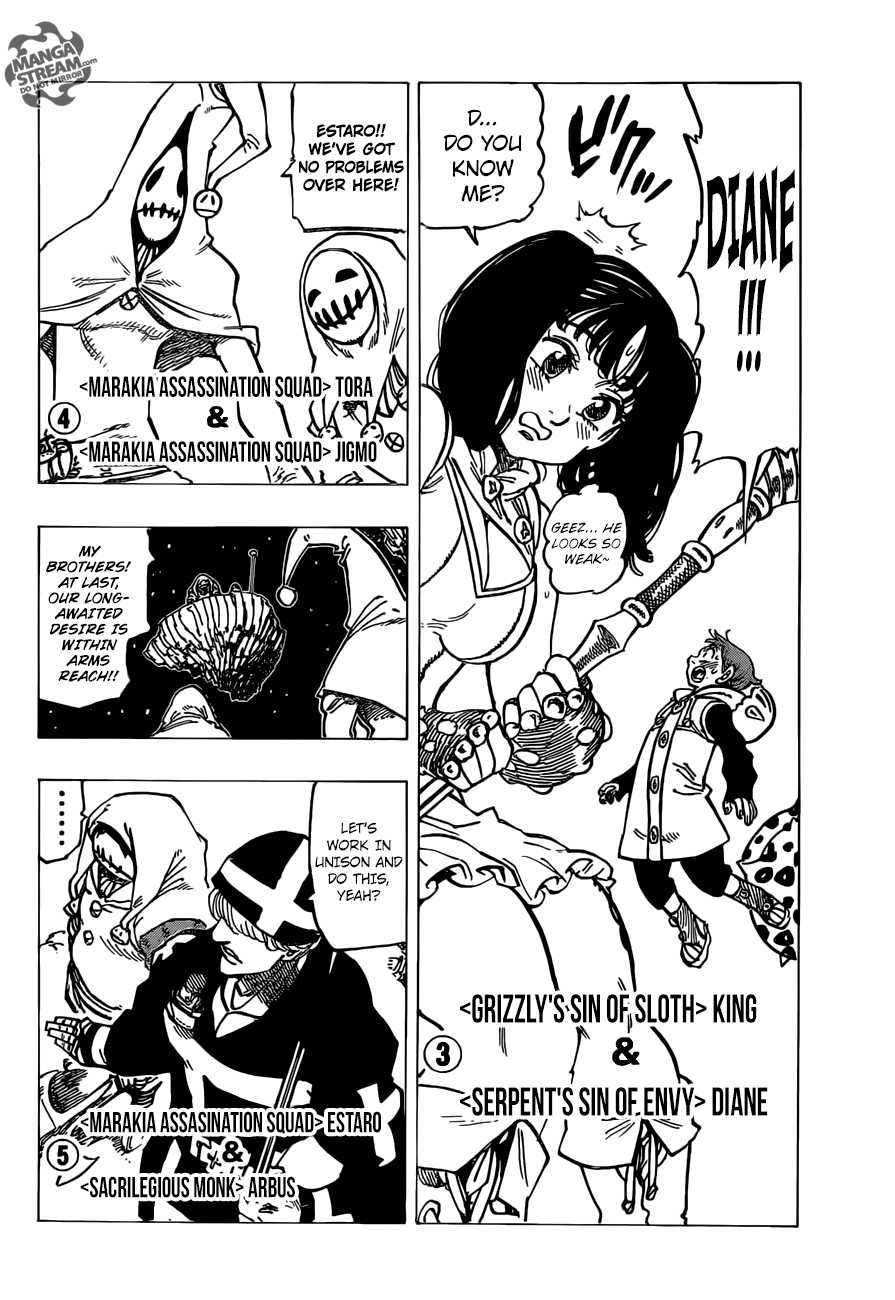 MANGA
STREAM.com
DO NOT MIRROR
DIANE
!!!
...
ビクッ
D...
DO YOU
KNOW
ME?
GEEZ... HE
LOOKS SO
WEAK~
<GRIZZLY'S SIN OF SLOTH> KING
3
&
<SERPENT'S SIN OF ENVY> DIANE
ESTARO!!
WE'VE GOT
NO PROBLEMS
OVER HERE!
<MARAKIA ASSASSINATION SQUAD> TORA
4
&
<MARAKIA ASSASSINATION SQUAD> JIGMO
MY
BROTHERS!
AT LAST,
OUR LONG-
AWAITED
DESIRE IS
WITHIN
ARMS
REACH!!
LET'S
WORK IN
UNISON AND
DO THIS,
YEAH?
.....
<MARAKIA ASSASINATION SQUAD> ESTARO
5
&
<SACRILEGIOUS MONK> ARBUS